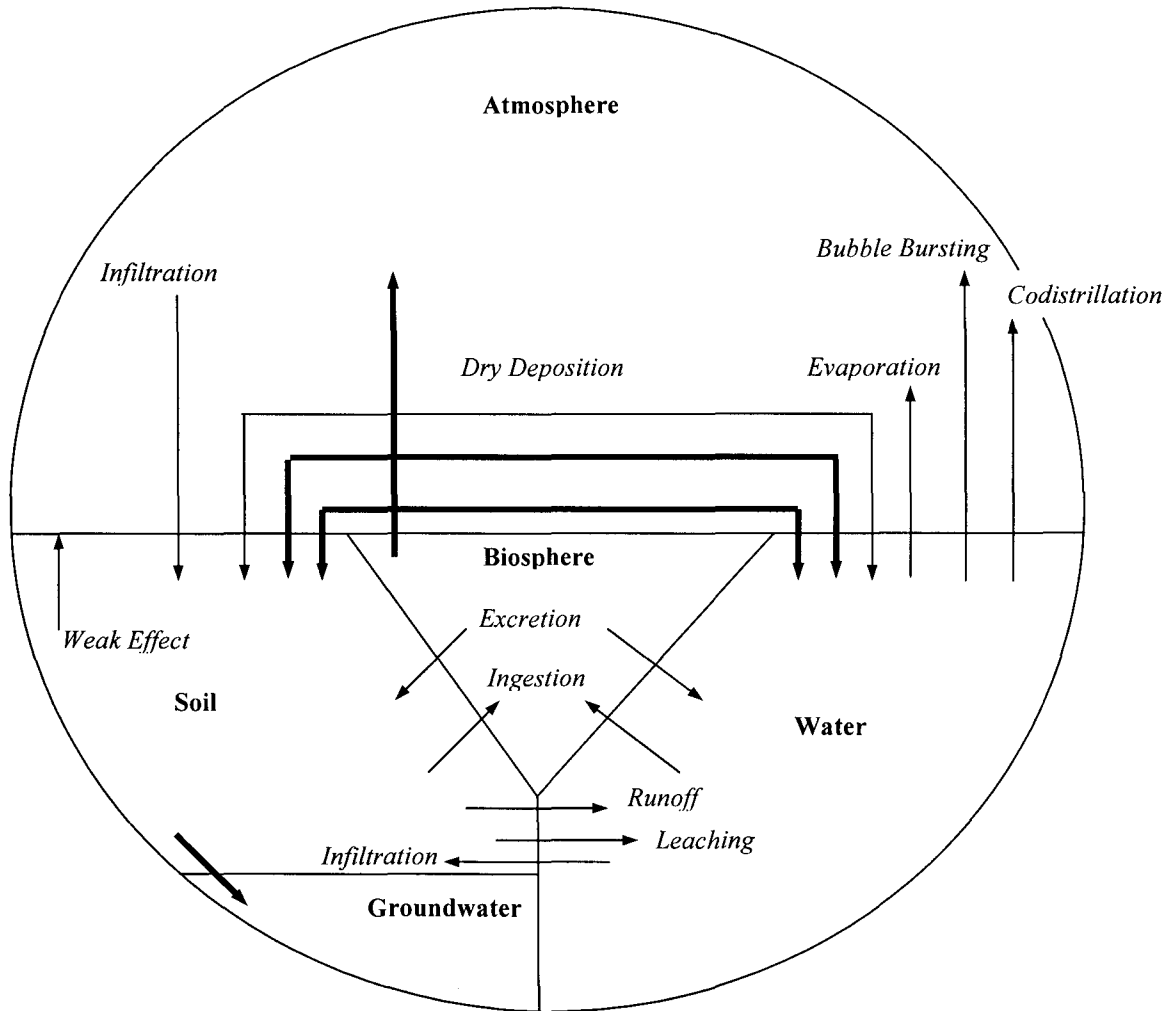 Atmosphere
Bubble Bursting
Infiltration
Codistrillation
Dry Deposition
Evaporation
Biosphere
Excretion
Weak Effect
Ingestion
Soil
Water
Runoff
Leaching
Infiltration
Groundwater